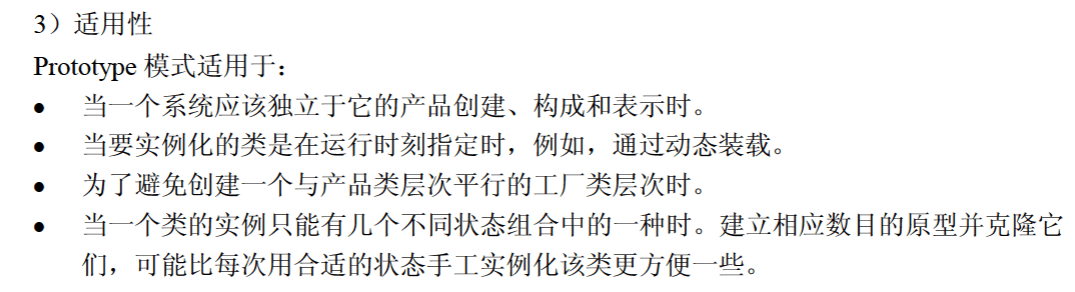 3）适用性
Prototype 模式适用于：
● 当一个系统应该独立于它的产品创建、构成和表示时。
● 当要实例化的类是在运行时刻指定时，例如，通过动态装载。
● 为了避免创建一个与产品类层次平行的工厂类层次时。
● 当一个类的实例只能有几个不同状态组合中的一种时。建立相应数目的原型并克隆它
们，可能比每次用合适的状态手工实例化该类更方便一些。